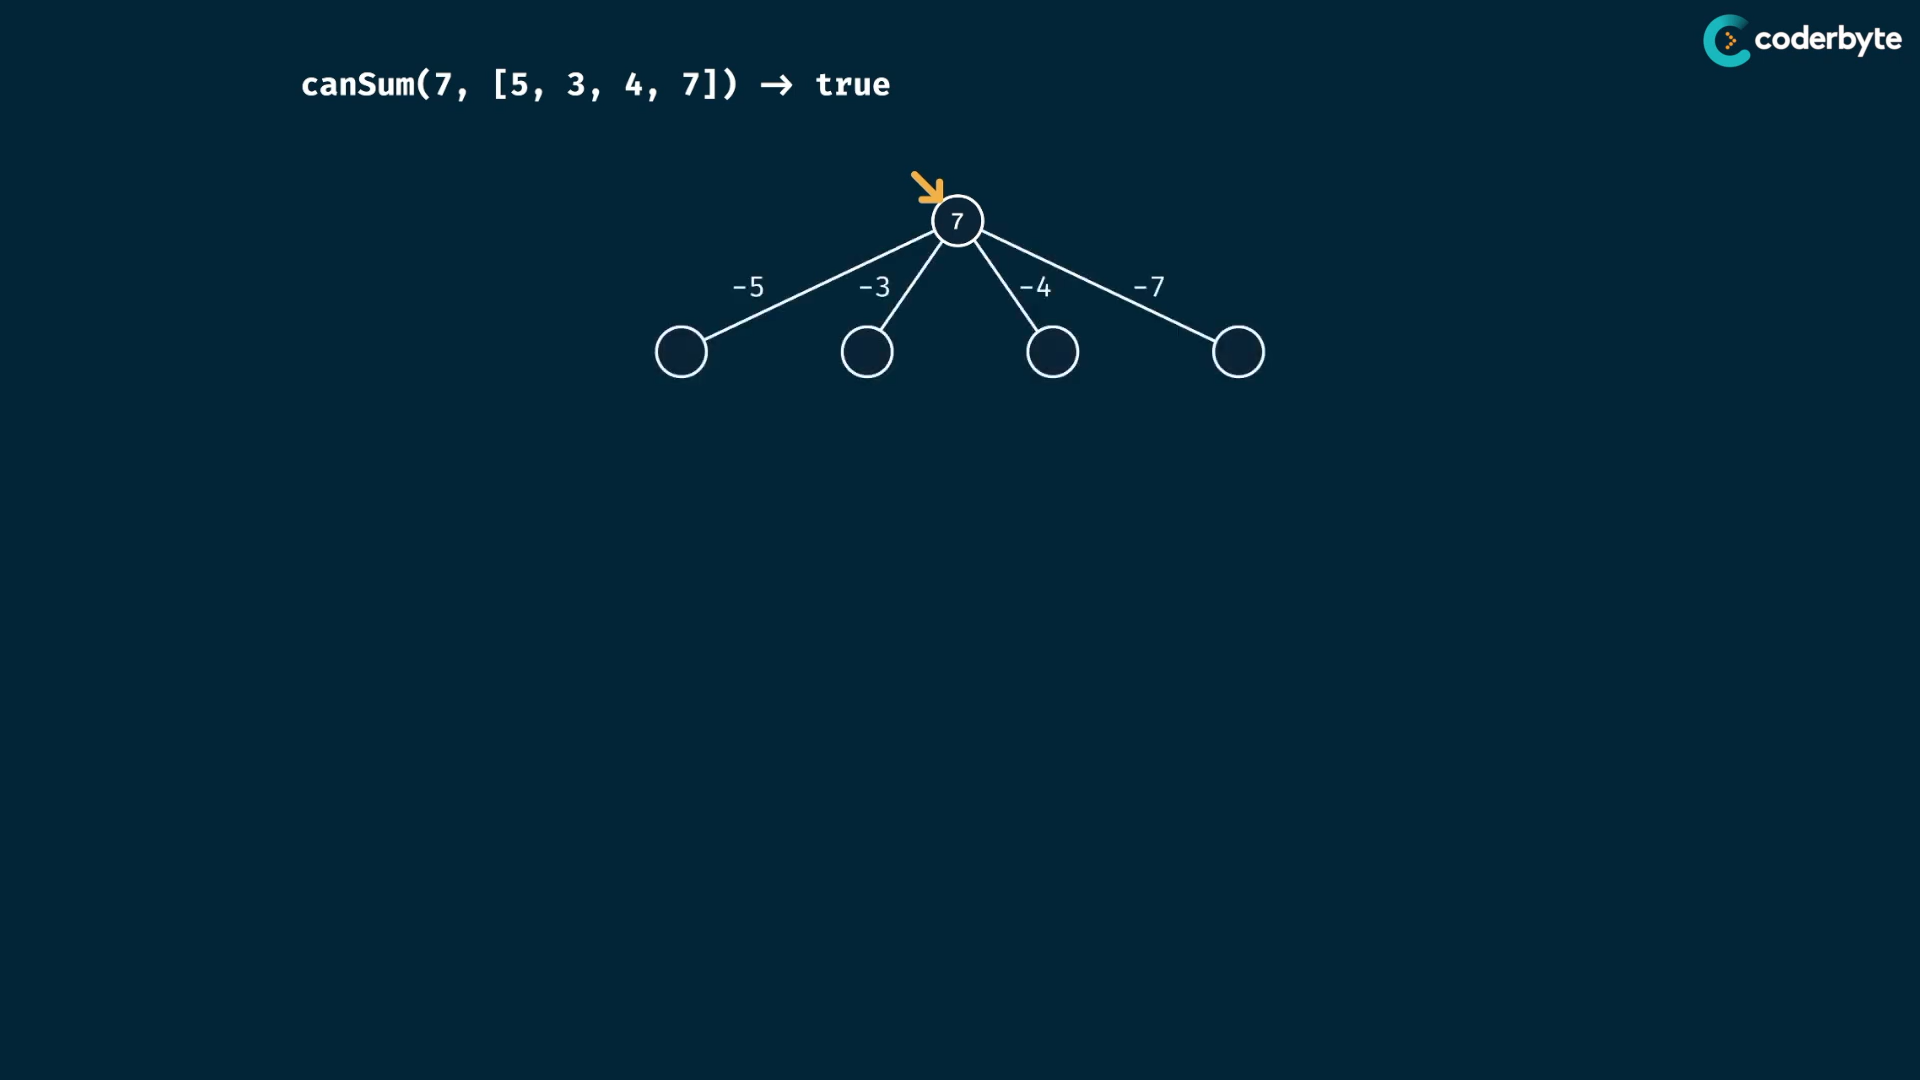 coderbyte
canSum(7, [5, 3, 4, 7]) → true
7
-5 -3 -4 -7